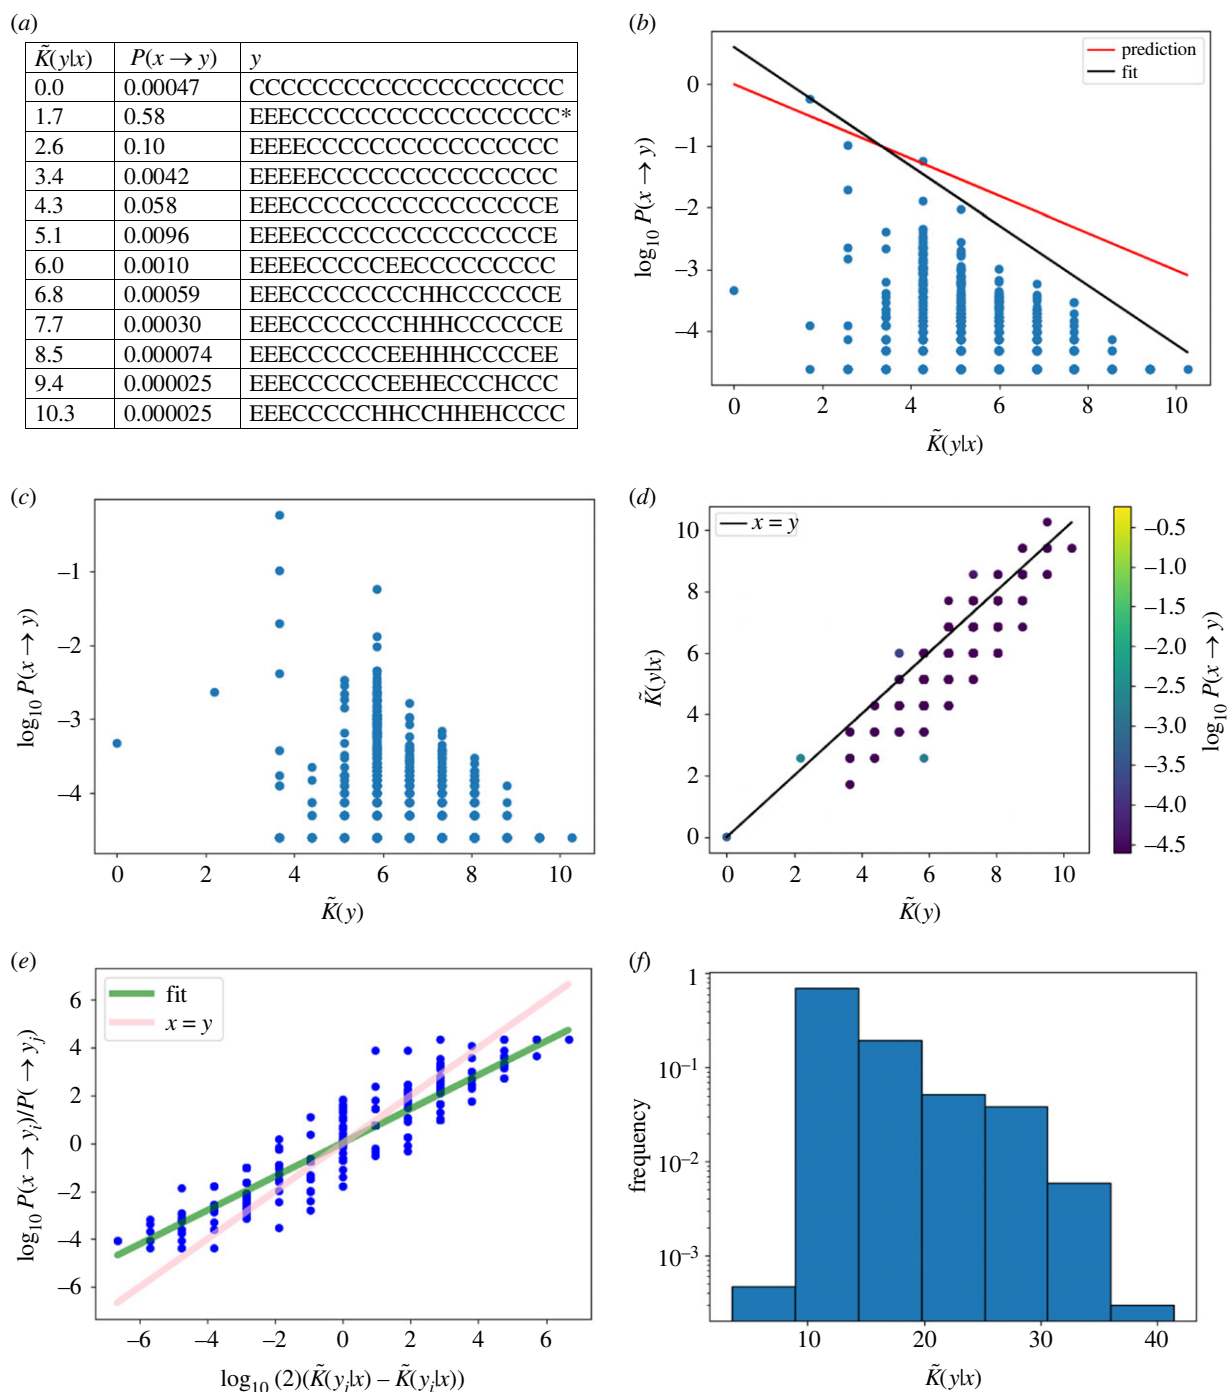 (a)
K̃(y|x) P(x → y) y
0.0 0.00047 CCCCCCCCCCCCCCCCCCCC
1.7 0.58 EEECCCCCCCCCCCCCCCCC*
2.6 0.10 EEEECCCCCCCCCCCCCCCC
3.4 0.0042 EEEEECCCCCCCCCCCCCCC
4.3 0.058 EEECCCCCCCCCCCCCCCCE
5.1 0.0096 EEEECCCCCCCCCCCCCCCE
6.0 0.0010 EEEECCCCCEECCCCCCCCC
6.8 0.00059 EEECCCCCCCCHHCCCCCCE
7.7 0.00030 EEECCCCCCCHHHCCCCCCE
8.5 0.000074 EEECCCCCCEEHHHCCCCEE
9.4 0.000025 EEECCCCCCEEHECCCHCCC
10.3 0.000025 EEECCCCCHHCCHHEHCCCC
(b)
prediction
fit
0
–1
–2
–3
–4
log10 P(x → y)
0 2 4 6 8 10
K̃(y|x)
(c)
–1
–2
–3
–4
log10 P(x → y)
0 2 4 6 8 10
K̃(y)
(d)
x = y
10
8
6
4
2
0
K̃(y|x)
0 2 4 6 8 10
K̃(y)
–0.5
–1.0
–1.5
–2.0
–2.5
–3.0
–3.5
–4.0
–4.5
log10 P(x → y)
(e)
fit
x = y
6
4
2
0
–2
–4
–6
log10 P(x → yi)/P( → yj)
–6 –4 –2 0 2 4 6
log10 (2)(K̃(yj|x) – K̃(yi|x))
(f)
1
10–1
10–2
10–3
frequency
10 20 30 40
K̃(y|x)